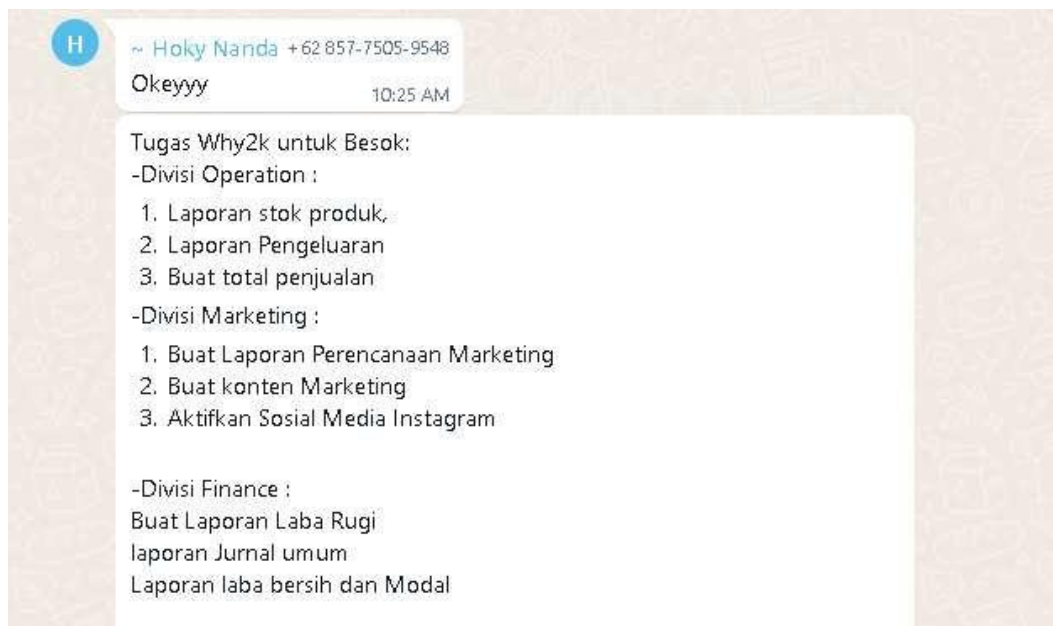 H
~ Hoky Nanda +62 857-7505-9548
Okeyyy
10:25 AM
Tugas Why2k untuk Besok:
-Divisi Operation :
1. Laporan stok produk,
2. Laporan Pengeluaran
3. Buat total penjualan
-Divisi Marketing :
1. Buat Laporan Perencanaan Marketing
2. Buat konten Marketing
3. Aktifkan Sosial Media Instagram
-Divisi Finance :
Buat Laporan Laba Rugi
laporan Jurnal umum
Laporan laba bersih dan Modal